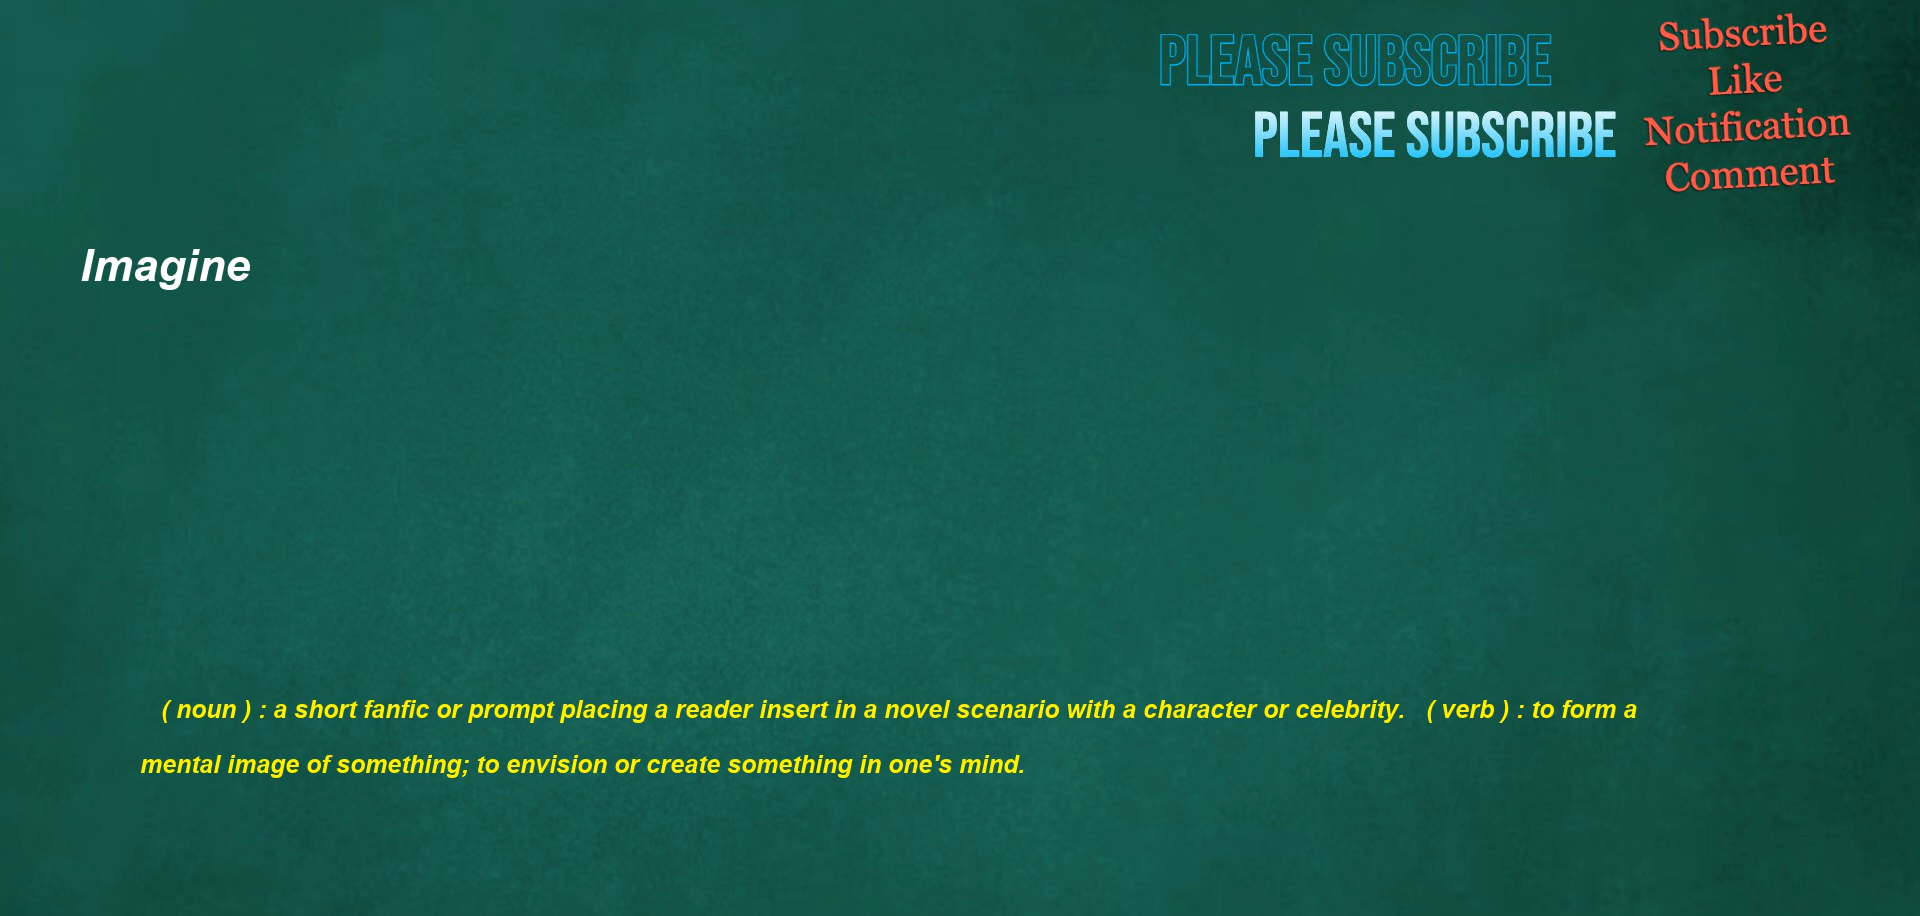 PLEASE SUBSCRIBE
PLEASE SUBSCRIBE
Subscribe
Like
Notification
Comment
Imagine
( noun ) : a short fanfic or prompt placing a reader insert in a novel scenario with a character or celebrity.   ( verb ) : to form a
mental image of something; to envision or create something in one's mind.